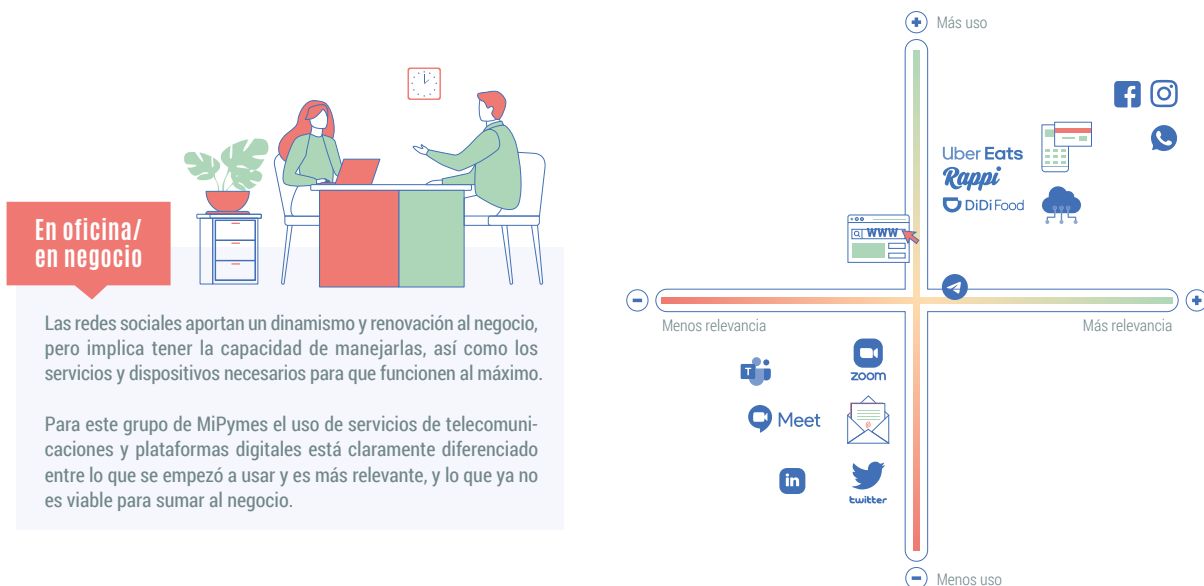 En oficina/
en negocio
Las redes sociales aportan un dinamismo y renovación al negocio,
pero implica tener la capacidad de manejarlas, así como los
servicios y dispositivos necesarios para que funcionen al máximo.
Para este grupo de MiPymes el uso de servicios de telecomuni-
caciones y plataformas digitales está claramente diferenciado
entre lo que se empezó a usar y es más relevante, y lo que ya no
es viable para sumar al negocio.
Más uso
Uber Eats
Rappi
DiDi Food
WWW
Menos relevancia
Más relevancia
T
zoom
Meet
in
twitter
Menos uso